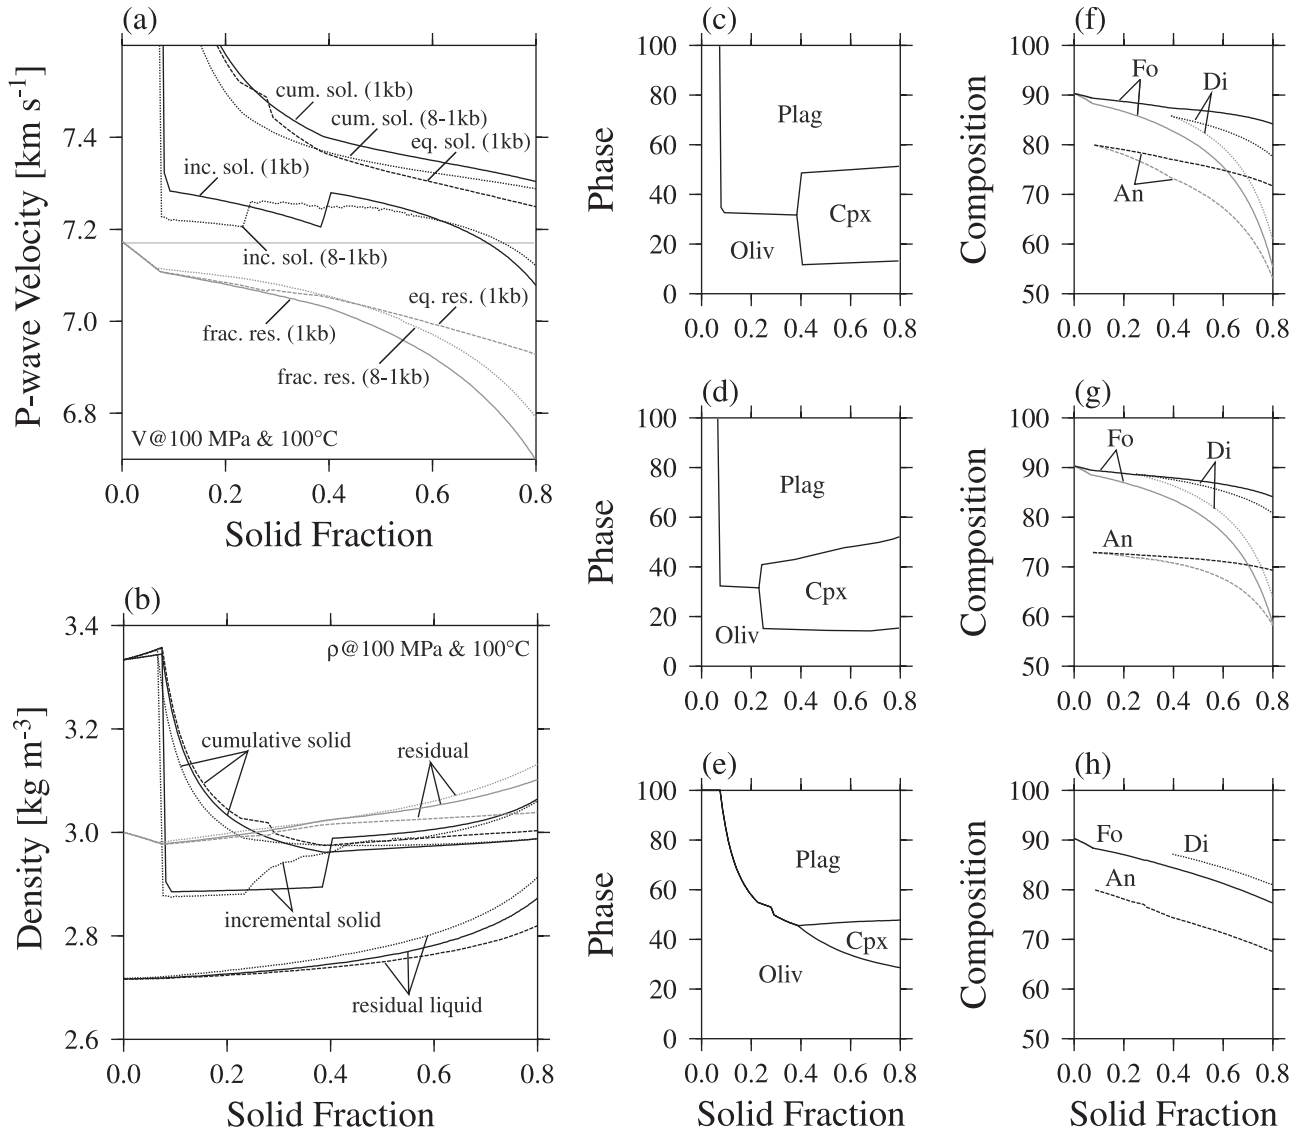 (a)
P-wave Velocity [km s-1]
7.4
7.2
7.0
6.8
cum. sol. (1kb)
cum. sol. (8-1kb)
eq. sol. (1kb)
inc. sol. (1kb)
inc. sol. (8-1kb)
eq. res. (1kb)
frac. res. (1kb)
frac. res. (8-1kb)
V@100 MPa & 100°C
0.0 0.2 0.4 0.6 0.8
Solid Fraction
(b)
Density [kg m-3]
3.4
3.2
3.0
2.8
2.6
ρ@100 MPa & 100°C
cumulative solid
residual
incremental solid
residual liquid
0.0 0.2 0.4 0.6 0.8
Solid Fraction
(c)
Phase
100
80
60
40
20
0
Plag
Cpx
Oliv
0.0 0.2 0.4 0.6 0.8
(d)
Phase
100
80
60
40
20
0
Plag
Cpx
Oliv
0.0 0.2 0.4 0.6 0.8
(e)
Phase
100
80
60
40
20
0
Plag
Cpx
Oliv
0.0 0.2 0.4 0.6 0.8
Solid Fraction
(f)
Composition
100
90
80
70
60
50
Fo
Di
An
0.0 0.2 0.4 0.6 0.8
(g)
Composition
100
90
80
70
60
50
Fo
Di
An
0.0 0.2 0.4 0.6 0.8
(h)
Composition
100
90
80
70
60
50
Fo
Di
An
0.0 0.2 0.4 0.6 0.8
Solid Fraction